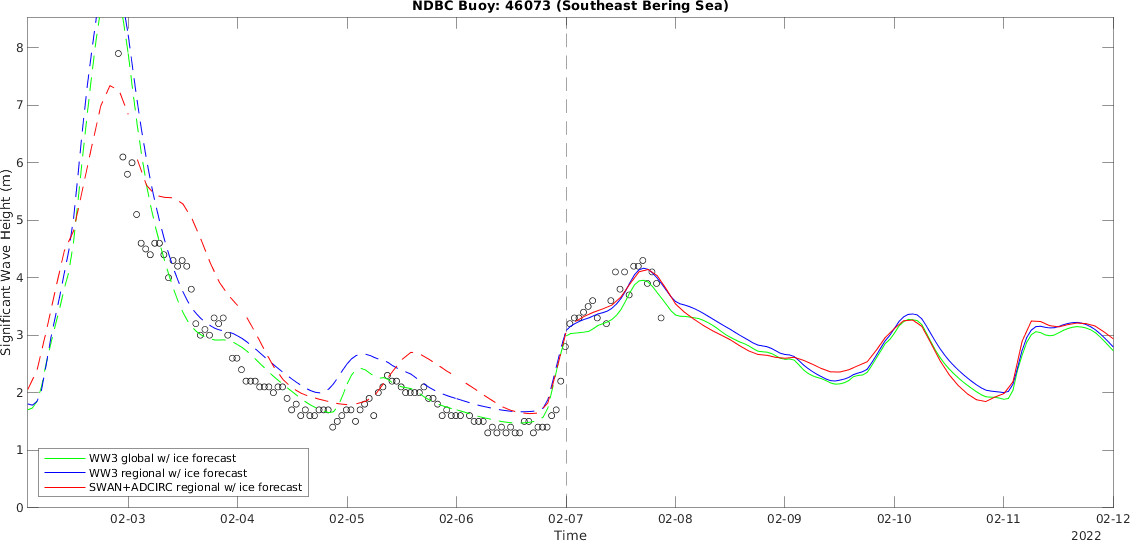 NDBC Buoy: 46073 (Southeast Bering Sea)
8
7
6
5
4
3
2
1
0
Significant Wave Height (m)
WW3 global w/ ice forecast
WW3 regional w/ ice forecast
SWAN+ADCIRC regional w/ ice forecast
02-03 02-04 02-05 02-06 02-07 02-08 02-09 02-10 02-11 02-12
Time
2022